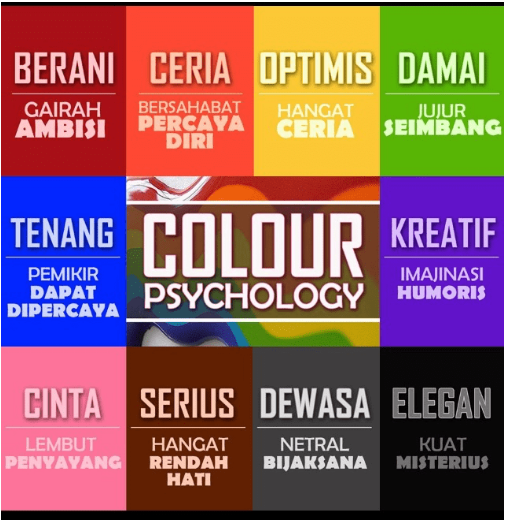 BERANI
GAIRAH
AMBISI
CERIA
BERSAHABAT
PERCAYA
DIRI
OPTIMIS
HANGAT
CERIA
DAMAI
JUJUR
SEIMBANG
TENANG
PEMIKIR
DAPAT
DIPERCAYA
COLOUR
PSYCHOLOGY
KREATIF
IMAJINASI
HUMORIS
CINTA
LEMBUT
PENYAYANG
SERIUS
HANGAT
RENDAH
HATI
DEWASA
NETRAL
BIJAKSANA
ELEGAN
KUAT
MISTERIUS